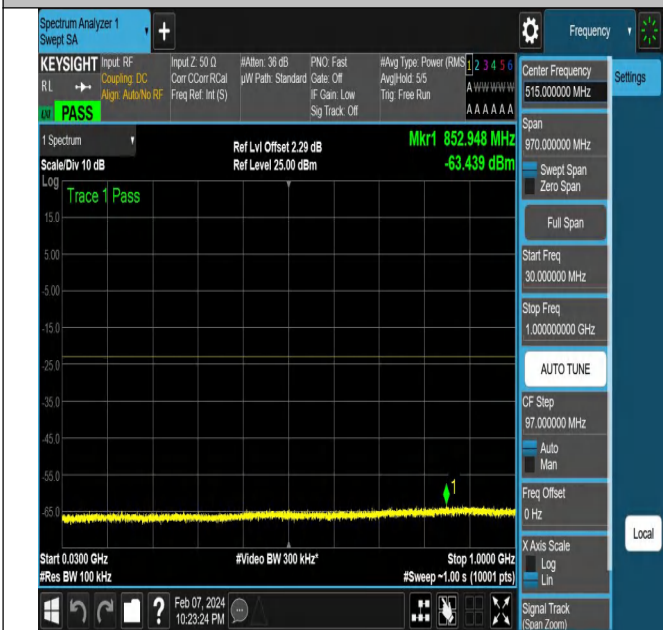 Spectrum Analyzer 1
Swept SA
+
Frequency
KEYSIGHT
RL
LXI
PASS
Input: RF
Coupling: DC
Align: Auto/No RF
Input Z: 50 Ω
Corr CCorr RCal
Freq Ref: Int (S)
#Atten: 36 dB
µW Path: Standard
PNO: Fast
Gate: Off
IF Gain: Low
Sig Track: Off
#Avg Type: Power (RMS
Avg|Hold: 5/5
Trig: Free Run
1 2 3 4 5 6
A W W W W W
A A A A A A
1 Spectrum
Scale/Div 10 dB
Ref Lvl Offset 2.29 dB
Ref Level 25.00 dBm
Mkr1 852.948 MHz
-63.439 dBm
Log
Trace 1 Pass
15.0
5.00
-5.00
-15.0
-25.0
-35.0
-45.0
-55.0
-65.0
1
Start 0.0300 GHz
#Res BW 100 kHz
#Video BW 300 kHz*
Stop 1.0000 GHz
#Sweep ~1.00 s (10001 pts)
Center Frequency
515.000000 MHz
Settings
Span
970.000000 MHz
Swept Span
Zero Span
Full Span
Start Freq
30.000000 MHz
Stop Freq
1.000000000 GHz
AUTO TUNE
CF Step
97.000000 MHz
Auto
Man
Freq Offset
0 Hz
X Axis Scale
Log
Lin
Local
Signal Track
(Span Zoom)
?
Feb 07, 2024
10:23:24 PM